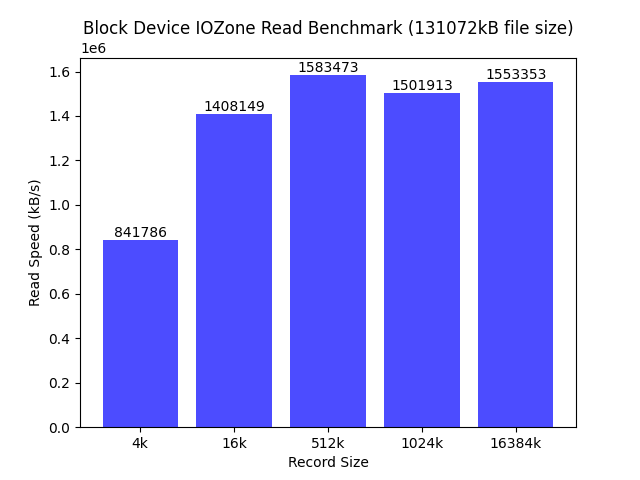 Block Device IOZone Read Benchmark (131072kB file size)
1e6
1.6
1.4
1.2
1.0
0.8
0.6
0.4
0.2
0.0
Read Speed (kB/s)
841786
1408149
1583473
1501913
1553353
4k
16k
512k
1024k
16384k
Record Size